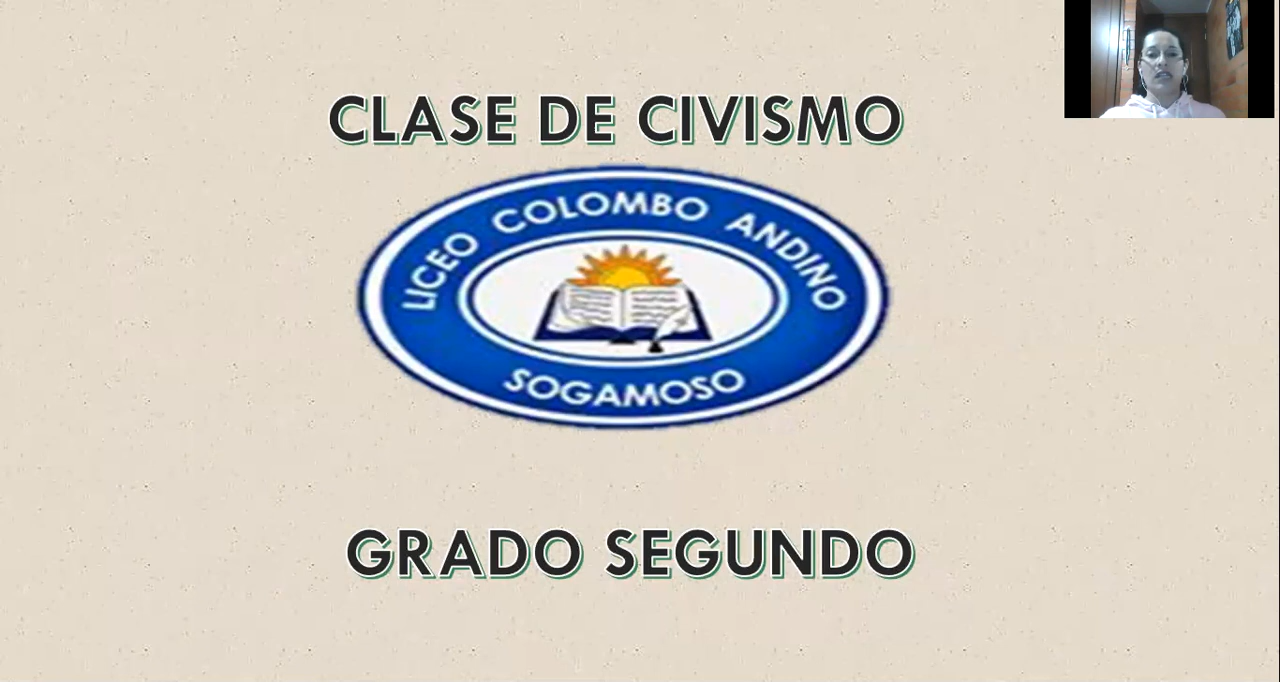 CLASE DE CIVISMO
LICEO COLOMBO ANDINO
SOGAMOSO
GRADO SEGUNDO